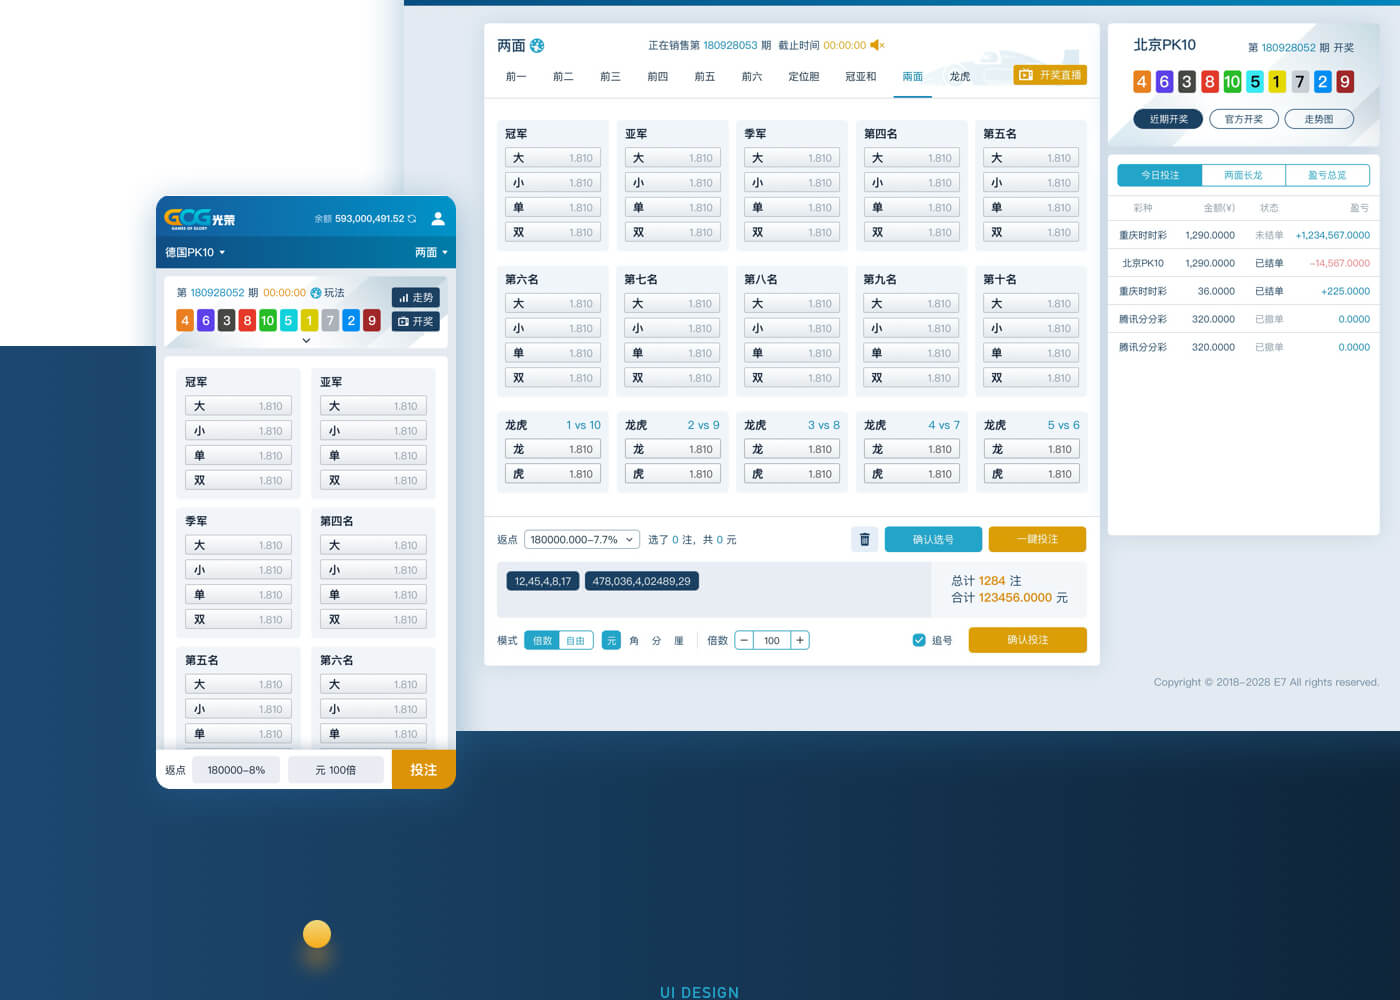 两面
正在销售第 180928053 期 截止时间 00:00:00
前一 前二 前三 前四 前五 前六 定位胆 冠亚和 兩面 龙虎
开奖直播
冠军 亚军 季军 第四名 第五名
大 1.810 大 1.810 大 1.810 大 1.810 大 1.810
小 1.810 小 1.810 小 1.810 小 1.810 小 1.810
单 1.810 单 1.810 单 1.810 单 1.810 单 1.810
双 1.810 双 1.810 双 1.810 双 1.810 双 1.810
第六名 第七名 第八名 第九名 第十名
大 1.810 大 1.810 大 1.810 大 1.810 大 1.810
小 1.810 小 1.810 小 1.810 小 1.810 小 1.810
单 1.810 单 1.810 单 1.810 单 1.810 单 1.810
双 1.810 双 1.810 双 1.810 双 1.810 双 1.810
龙虎 1 vs 10 龙虎 2 vs 9 龙虎 3 vs 8 龙虎 4 vs 7 龙虎 5 vs 6
龙 1.810 龙 1.810 龙 1.810 龙 1.810 龙 1.810
虎 1.810 虎 1.810 虎 1.810 虎 1.810 虎 1.810
返点 180000.000-7.7% 选了 0 注, 共 0 元
确认选号 一键投注
12,45,4,8,17 478,036,4,02489,29
总计 1284 注
合计 123456.0000 元
模式 倍数 自由 元 角 分 厘 倍数 − 100 + 追号 确认投注
北京PK10 第 180928052 期 开奖
4 6 3 8 10 5 1 7 2 9
近期开奖 官方开奖 走势图
今日投注 两面长龙 盈亏总览
彩种 金额(¥) 状态 盈亏
重庆时时彩 1,290.0000 未结单 +1,234,567.0000
北京PK10 1,290.0000 已结单 -14,567.0000
重庆时时彩 36.0000 已结单 +225.0000
腾讯分分彩 320.0000 已撤单 0.0000
腾讯分分彩 320.0000 已撤单 0.0000
Copyright © 2018-2028 E7 All rights reserved.
GOG光荣
GAMES OF GLORY
余额 593,000,491.52
德国PK10 两面
第 180928052 期 00:00:00 玩法
走势
4 6 3 8 10 5 1 7 2 9
开奖
冠军 亚军
大 1.810 大 1.810
小 1.810 小 1.810
单 1.810 单 1.810
双 1.810 双 1.810
季军 第四名
大 1.810 大 1.810
小 1.810 小 1.810
单 1.810 单 1.810
双 1.810 双 1.810
第五名 第六名
大 1.810 大 1.810
小 1.810 小 1.810
单 1.810 单 1.810
返点 180000-8% 元 100倍 投注
UI DESIGN